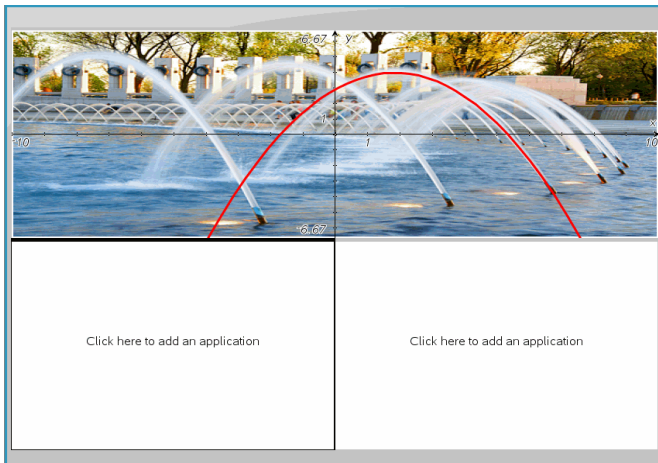 6.67 y
1
x
-10 1 10
-6.67
Click here to add an application Click here to add an application